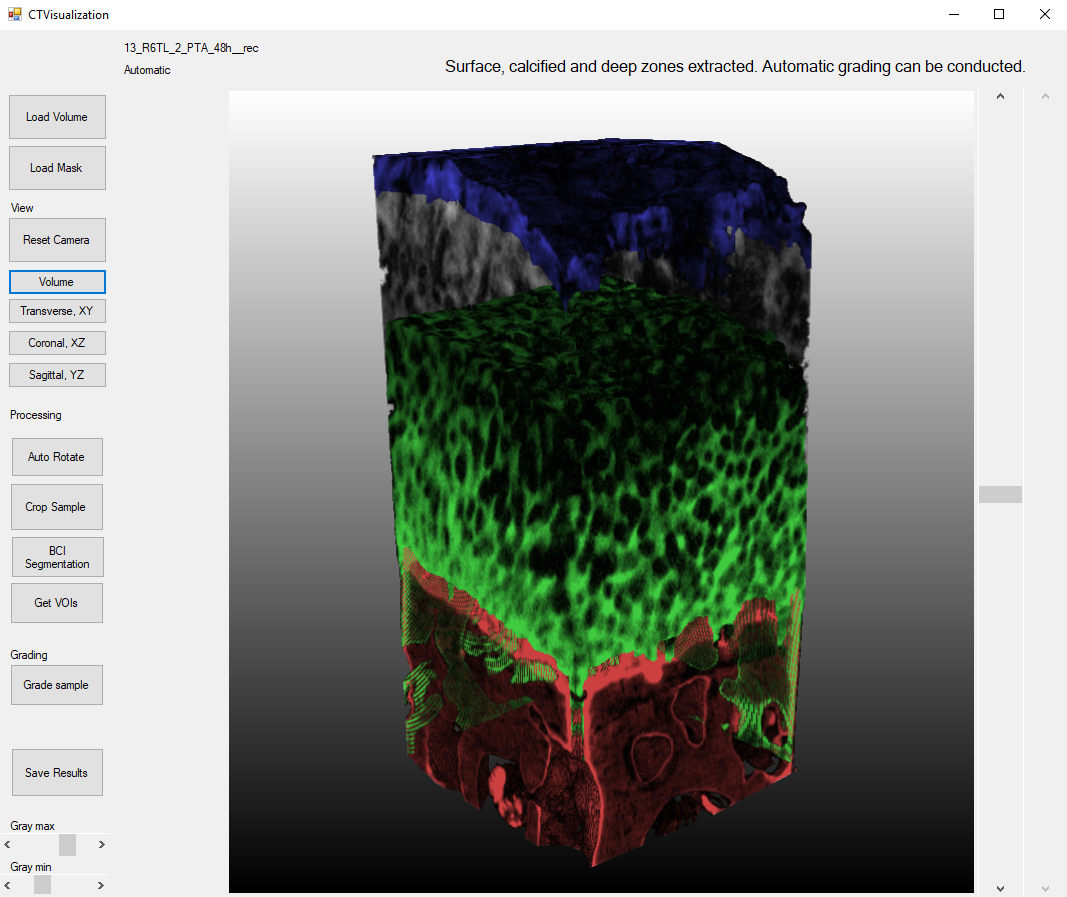 CTVisualization
13_R6TL_2_PTA_48h__rec
Automatic
Surface, calcified and deep zones extracted. Automatic grading can be conducted.
Load Volume
Load Mask
View
Reset Camera
Volume
Transverse, XY
Coronal, XZ
Sagittal, YZ
Processing
Auto Rotate
Crop Sample
BCI
Segmentation
Get VOIs
Grading
Grade sample
Save Results
Gray max
Gray min